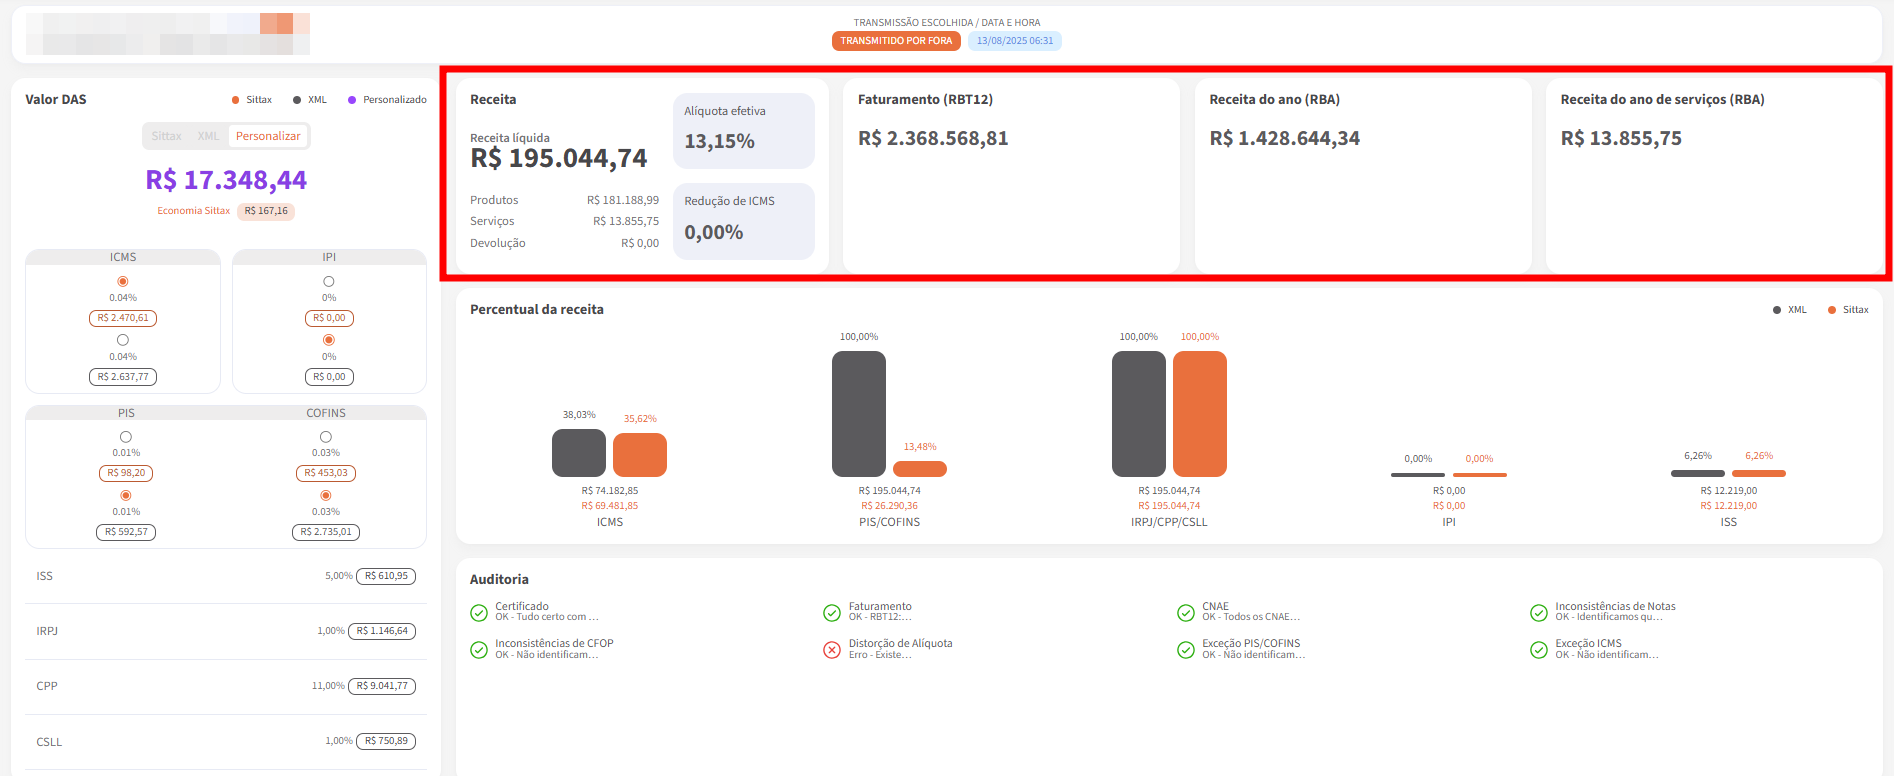 TRANSMISSÃO ESCOLHIDA / DATA E HORA
TRANSMITIDO POR FORA 13/08/2025 06:31
Valor DAS
Sittax XML Personalizado
Sittax XML Personalizar
R$ 17.348,44
Economia Sittax R$ 167,16
ICMS
0.04%
R$ 2.470,61
0.04%
R$ 2.637,77
IPI
0%
R$ 0,00
0%
R$ 0,00
PIS COFINS
0.01% 0.03%
R$ 98,20 R$ 453,03
0.01% 0.03%
R$ 592,57 R$ 2.735,01
ISS 5,00% R$ 610,95
IRPJ 1,00% R$ 1.146,64
CPP 11,00% R$ 9.041,77
CSLL 1,00% R$ 750,89
Receita
Receita líquida
R$ 195.044,74
Produtos R$ 181.188,99
Serviços R$ 13.855,75
Devolução R$ 0,00
Alíquota efetiva
13,15%
Redução de ICMS
0,00%
Faturamento (RBT12)
R$ 2.368.568,81
Receita do ano (RBA)
R$ 1.428.644,34
Receita do ano de serviços (RBA)
R$ 13.855,75
Percentual da receita
XML Sittax
38,03% 35,62%
R$ 74.182,85
R$ 69.481,85
ICMS
100,00% 13,48%
R$ 195.044,74
R$ 26.290,36
PIS/COFINS
100,00% 100,00%
R$ 195.044,74
R$ 195.044,74
IRPJ/CPP/CSLL
0,00% 0,00%
R$ 0,00
R$ 0,00
IPI
6,26% 6,26%
R$ 12.219,00
R$ 12.219,00
ISS
Auditoria
Certificado
OK - Tudo certo com ...
Faturamento
OK - RBT12:...
CNAE
OK - Todos os CNAE...
Inconsistências de Notas
OK - Identificamos qu...
Inconsistências de CFOP
OK - Não identificam...
Distorção de Alíquota
Erro - Existe...
Exceção PIS/COFINS
OK - Não identificam...
Exceção ICMS
OK - Não identificam...